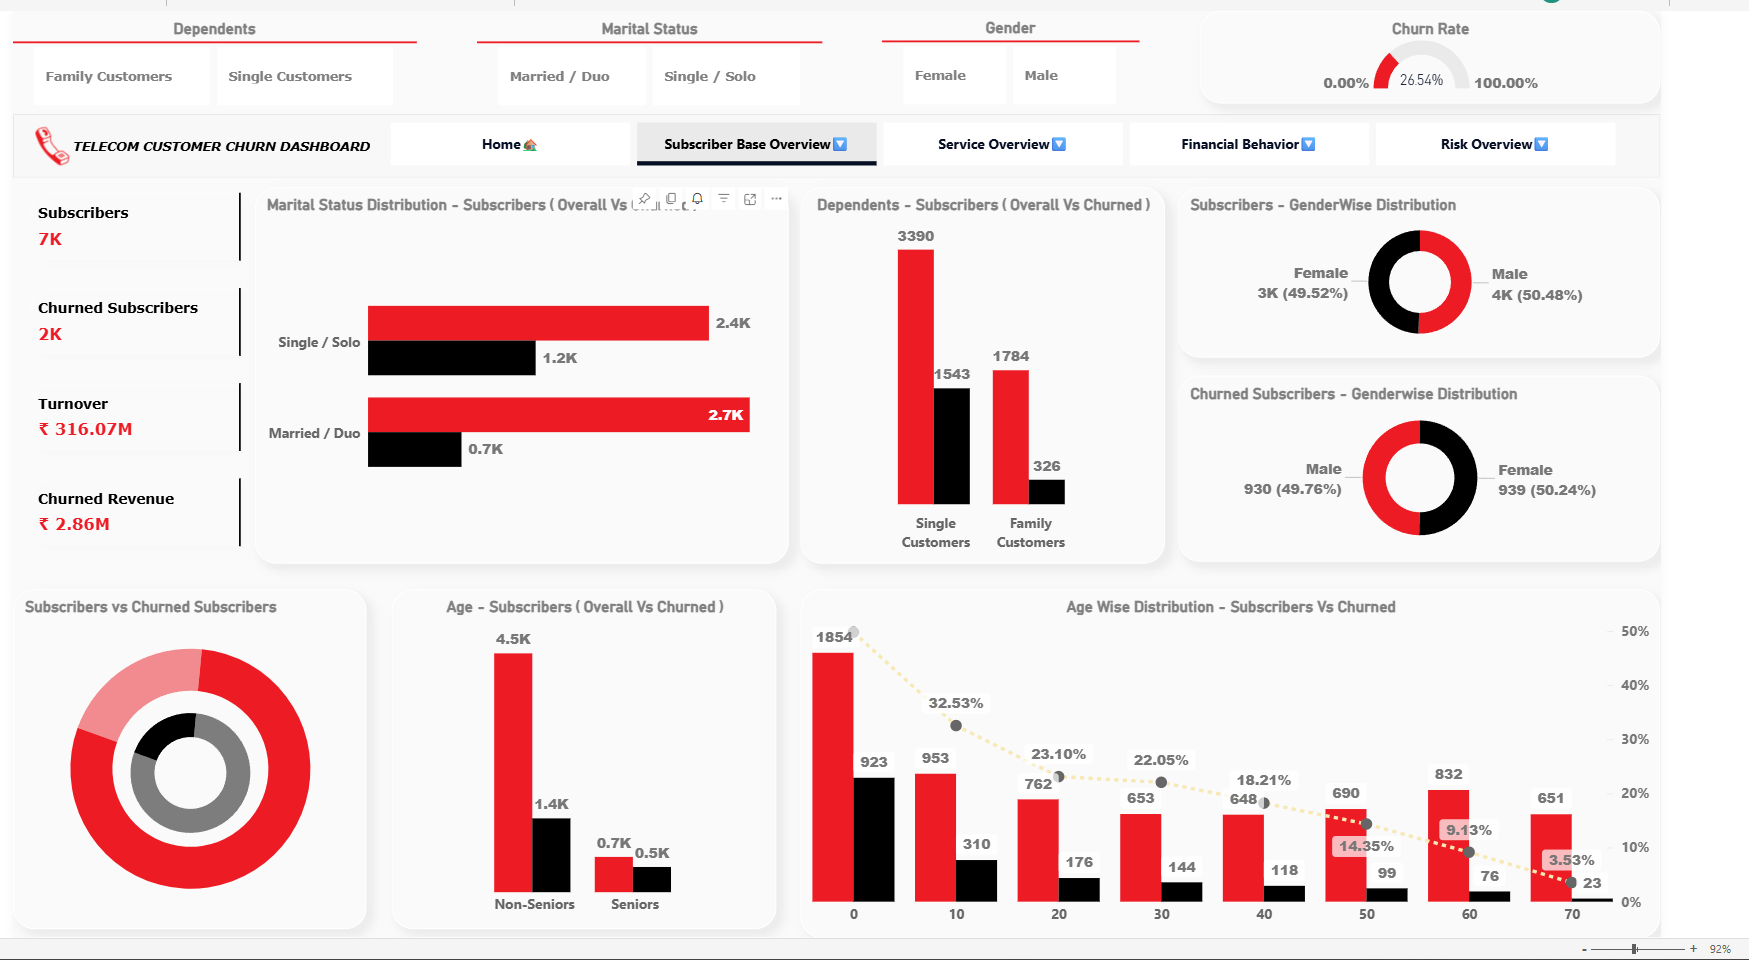 Dependents
Marital Status
Gender
Churn Rate
Family Customers
Single Customers
Married / Duo
Single / Solo
Female
Male
0.00%
26.54%
100.00%
TELECOM CUSTOMER CHURN DASHBOARD
Home
Subscriber Base Overview
Service Overview
Financial Behavior
Risk Overview
Subscribers
7K
Churned Subscribers
2K
Turnover
₹ 316.07M
Churned Revenue
₹ 2.86M
Marital Status Distribution - Subscribers ( Overall Vs
Single / Solo
2.4K
1.2K
Married / Duo
2.7K
0.7K
Dependents - Subscribers ( Overall Vs Churned )
3390
1543
1784
326
Single
Customers
Family
Customers
Subscribers - GenderWise Distribution
Female
3K (49.52%)
Male
4K (50.48%)
Churned Subscribers - Genderwise Distribution
Male
930 (49.76%)
Female
939 (50.24%)
Subscribers vs Churned Subscribers
Age - Subscribers ( Overall Vs Churned )
4.5K
1.4K
0.7K
0.5K
Non-Seniors
Seniors
Age Wise Distribution - Subscribers Vs Churned
50%
40%
30%
20%
10%
0%
1854
923
32.53%
953
310
23.10%
762
176
22.05%
653
144
18.21%
648
118
690
14.35%
99
832
9.13%
76
651
3.53%
23
0
10
20
30
40
50
60
70
- + 92%